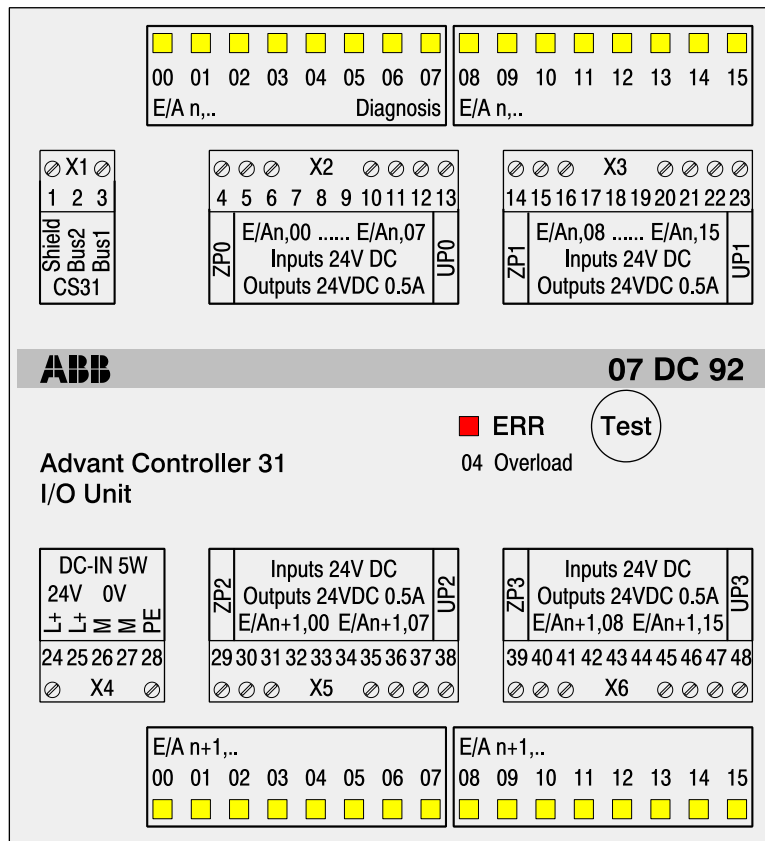 00 01 02 03 04 05 06 07 08 09 10 11 12 13 14 15
E/A n,.. Diagnosis E/A n,..
X1 X2 X3
1 2 3 4 5 6 7 8 9 10 11 12 13 14 15 16 17 18 19 20 21 22 23
Shield
Bus2
Bus1
CS31
ZP0
E/An,00 ...... E/An,07
Inputs 24V DC
Outputs 24VDC 0.5A
UP0
ZP1
E/An,08 ...... E/An,15
Inputs 24V DC
Outputs 24VDC 0.5A
UP1
ABB 07 DC 92
ERR Test
04 Overload
Advant Controller 31
I/O Unit
DC-IN 5W
24V 0V
L+
L+
M
M
PE
ZP2
Inputs 24V DC
Outputs 24VDC 0.5A
E/An+1,00 E/An+1,07
UP2
ZP3
Inputs 24V DC
Outputs 24VDC 0.5A
E/An+1,08 E/An+1,15
UP3
24 25 26 27 28 29 30 31 32 33 34 35 36 37 38 39 40 41 42 43 44 45 46 47 48
X4 X5 X6
E/A n+1,.. E/A n+1,..
00 01 02 03 04 05 06 07 08 09 10 11 12 13 14 15